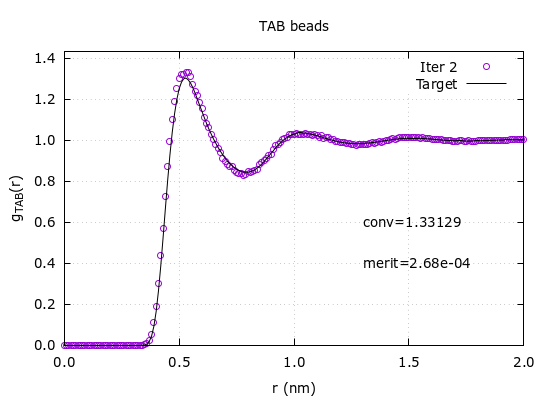 TAB beads
1.4
1.2
1.0
0.8
0.6
0.4
0.2
0.0
gTAB(r)
Iter 2
Target
conv=1.33129
merit=2.68e-04
0.0 0.5 1.0 1.5 2.0
r (nm)